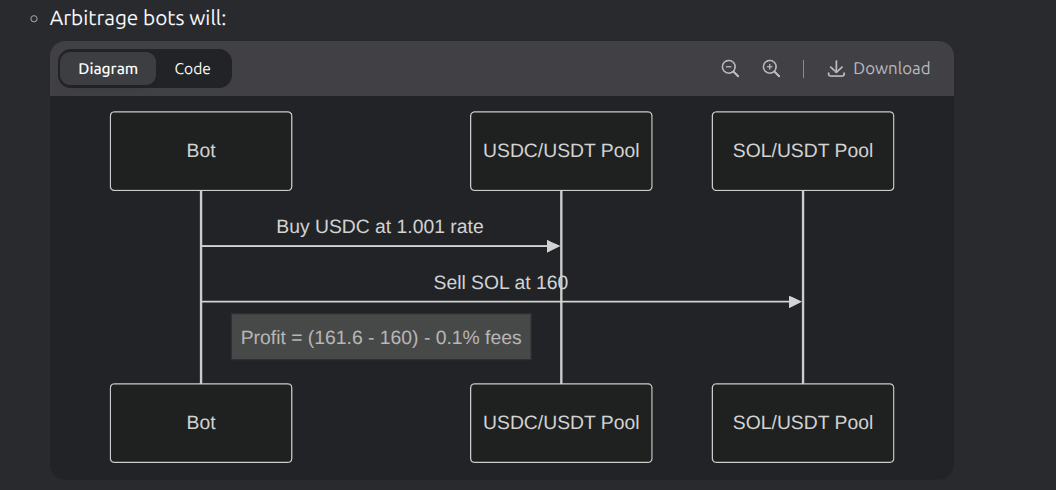 Arbitrage bots will:
Diagram Code Download
Bot USDC/USDT Pool SOL/USDT Pool
Buy USDC at 1.001 rate
Sell SOL at 160
Profit = (161.6 - 160) - 0.1% fees
Bot USDC/USDT Pool SOL/USDT Pool